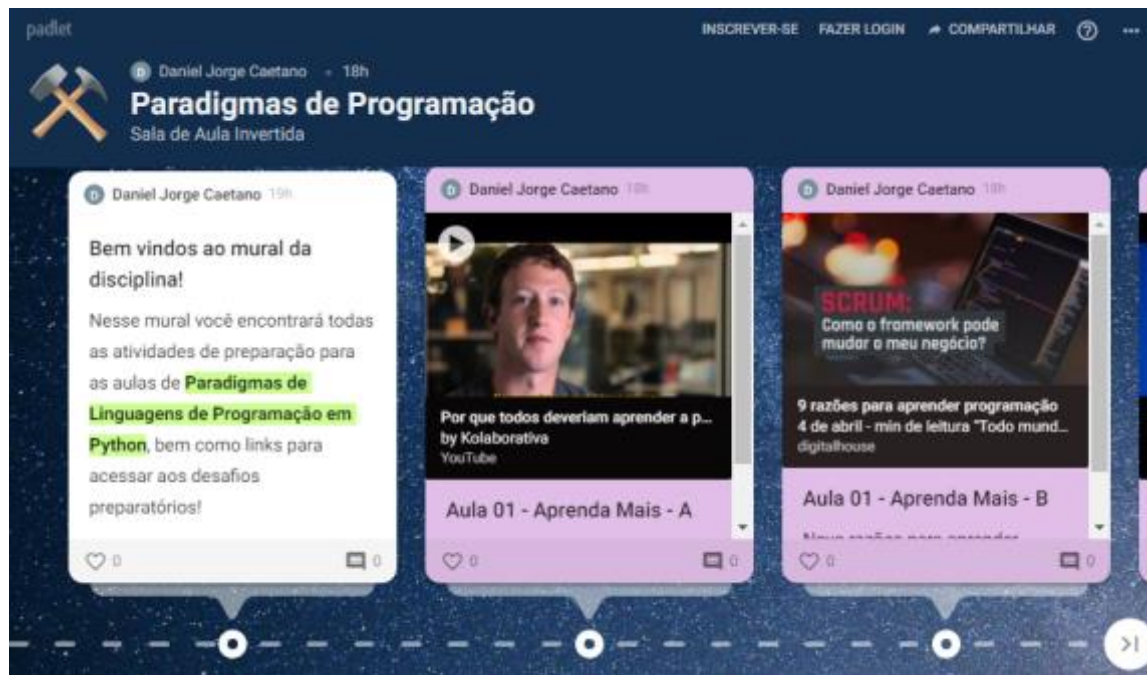 padlet
INSCREVER-SE FAZER LOGIN COMPARTILHAR
D Daniel Jorge Caetano • 18h
Paradigmas de Programação
Sala de Aula Invertida
D Daniel Jorge Caetano 19h
Bem vindos ao mural da
disciplina!
Nesse mural você encontrará todas
as atividades de preparação para
as aulas de Paradigmas de
Linguagens de Programação em
Python, bem como links para
acessar aos desafios
preparatórios!
0 0
D Daniel Jorge Caetano 18h
Por que todos deveriam aprender a p...
by Kolaborativa
YouTube
Aula 01 - Aprenda Mais - A
0 0
D Daniel Jorge Caetano 18h
SCRUM:
Como o framework pode
mudar o meu negócio?
9 razões para aprender programação
4 de abril - min de leitura "Todo mund...
digitalhouse
Aula 01 - Aprenda Mais - B
0 0